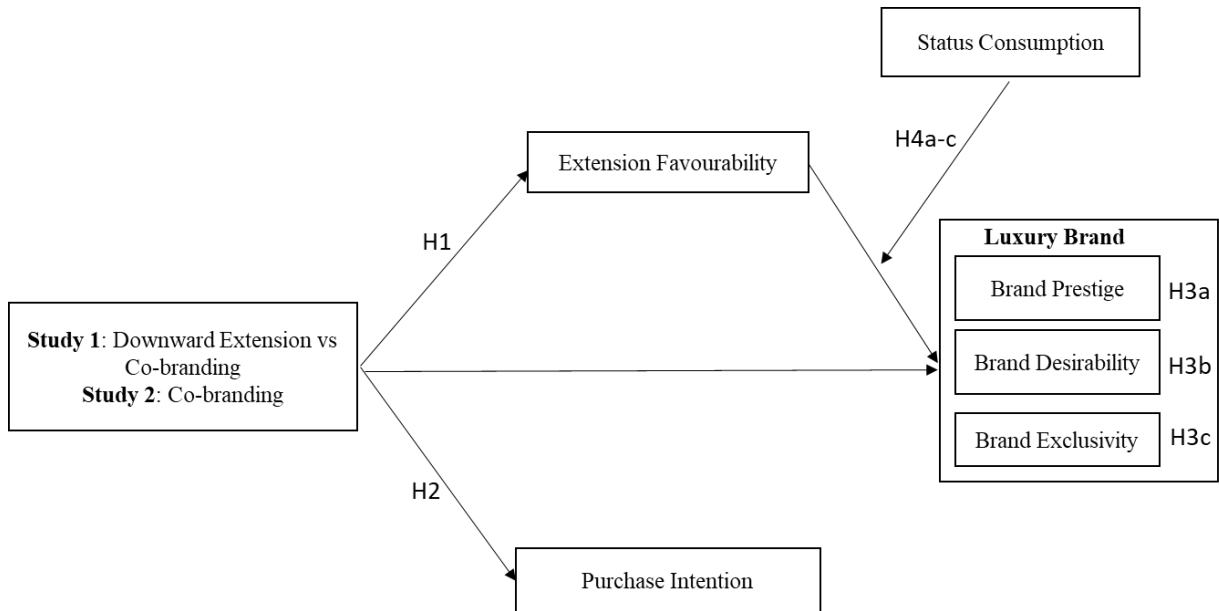 Status Consumption
H4a-c
Extension Favourability
H1
Luxury Brand
Brand Prestige
H3a
Study 1: Downward Extension vs
Co-branding
Study 2: Co-branding
Brand Desirability
H3b
Brand Exclusivity
H3c
H2
Purchase Intention